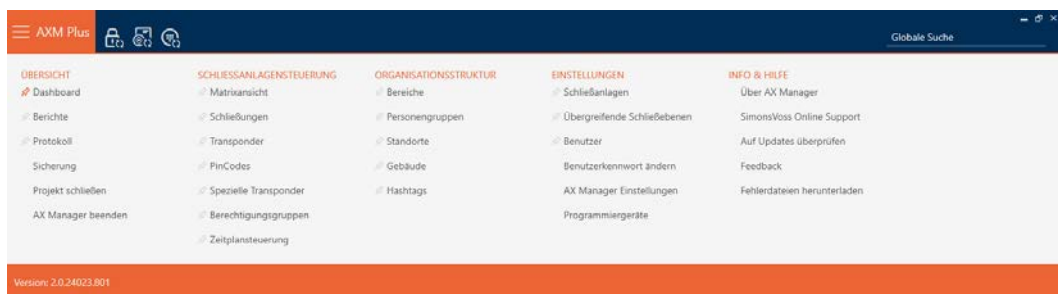 AXM Plus
Globale Suche
ÜBERSICHT
Dashboard
Berichte
Protokoll
Sicherung
Projekt schließen
AX Manager beenden
SCHLIESSANLAGENSTEUERUNG
Matrixansicht
Schließungen
Transponder
PinCodes
Spezielle Transponder
Berechtigungsgruppen
Zeitplansteuerung
ORGANISATIONSSTRUKTUR
Bereiche
Personengruppen
Standorte
Gebäude
Hashtags
EINSTELLUNGEN
Schließanlagen
Übergreifende Schließebenen
Benutzer
Benutzerkennwort ändern
AX Manager Einstellungen
Programmiergeräte
INFO & HILFE
Über AX Manager
SimonsVoss Online Support
Auf Updates überprüfen
Feedback
Fehlerdateien herunterladen
Version: 2.0.24023.801